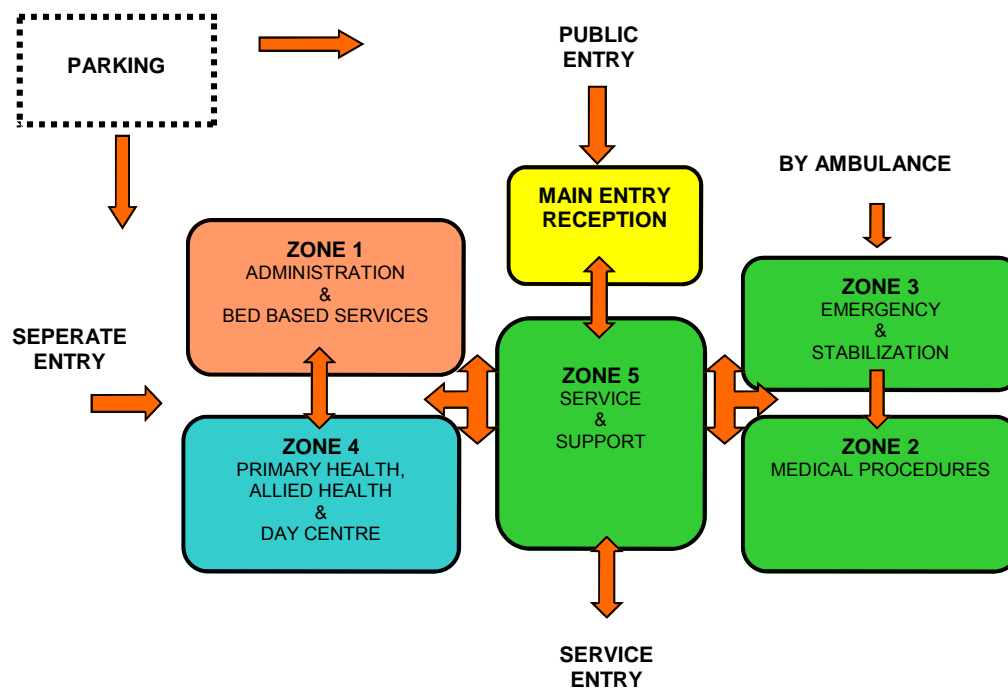 PARKING
PUBLIC
ENTRY
BY AMBULANCE
MAIN ENTRY
RECEPTION
ZONE 1
ADMINISTRATION
&
BED BASED SERVICES
ZONE 3
EMERGENCY
&
STABILIZATION
SEPERATE
ENTRY
ZONE 5
SERVICE
&
SUPPORT
ZONE 4
PRIMARY HEALTH,
ALLIED HEALTH
&
DAY CENTRE
ZONE 2
MEDICAL PROCEDURES
SERVICE
ENTRY